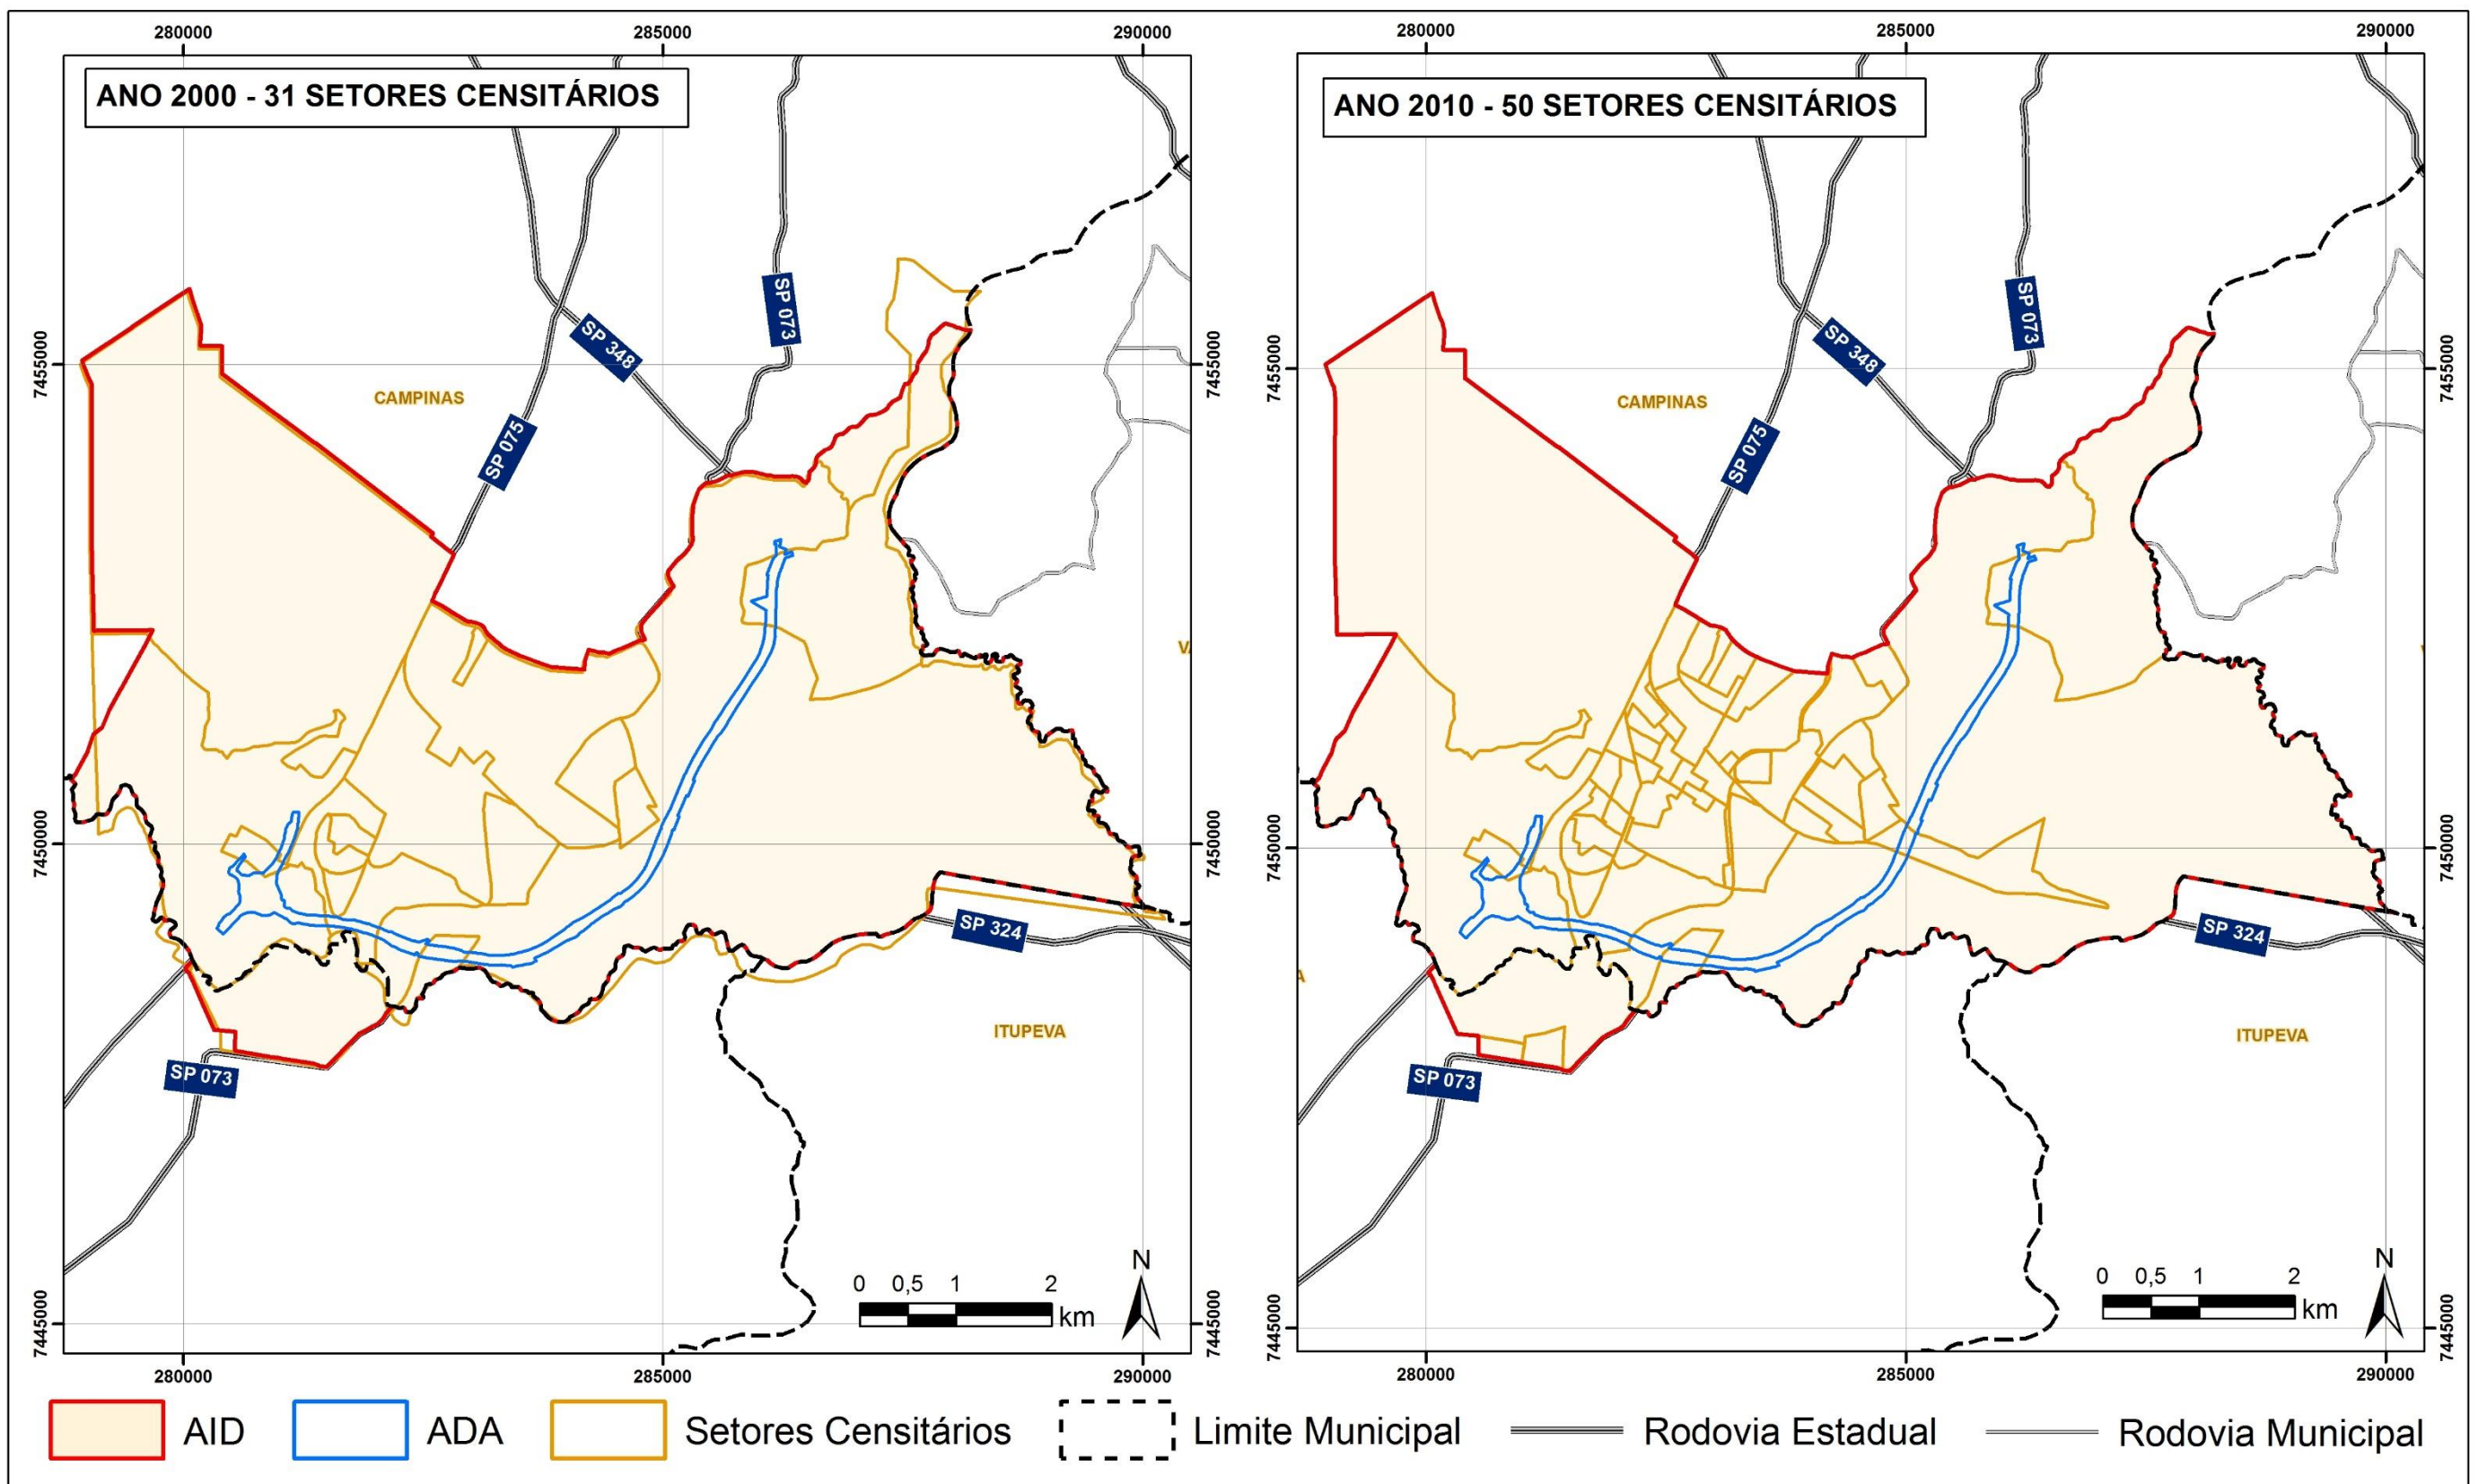 280000
285000
290000
ANO 2000 - 31 SETORES CENSITÁRIOS
7455000
7450000
7445000
CAMPINAS
SP 075
SP 348
SP 073
SP 324
SP 073
ITUPEVA
7455000
7450000
7445000
0 0,5 1 2
km
N
280000
285000
290000
280000
285000
290000
ANO 2010 - 50 SETORES CENSITÁRIOS
7455000
7450000
7445000
CAMPINAS
SP 075
SP 348
SP 073
SP 324
SP 073
ITUPEVA
7455000
7450000
7445000
0 0,5 1 2
km
N
280000
285000
290000
AID
ADA
Setores Censitários
Limite Municipal
Rodovia Estadual
Rodovia Municipal